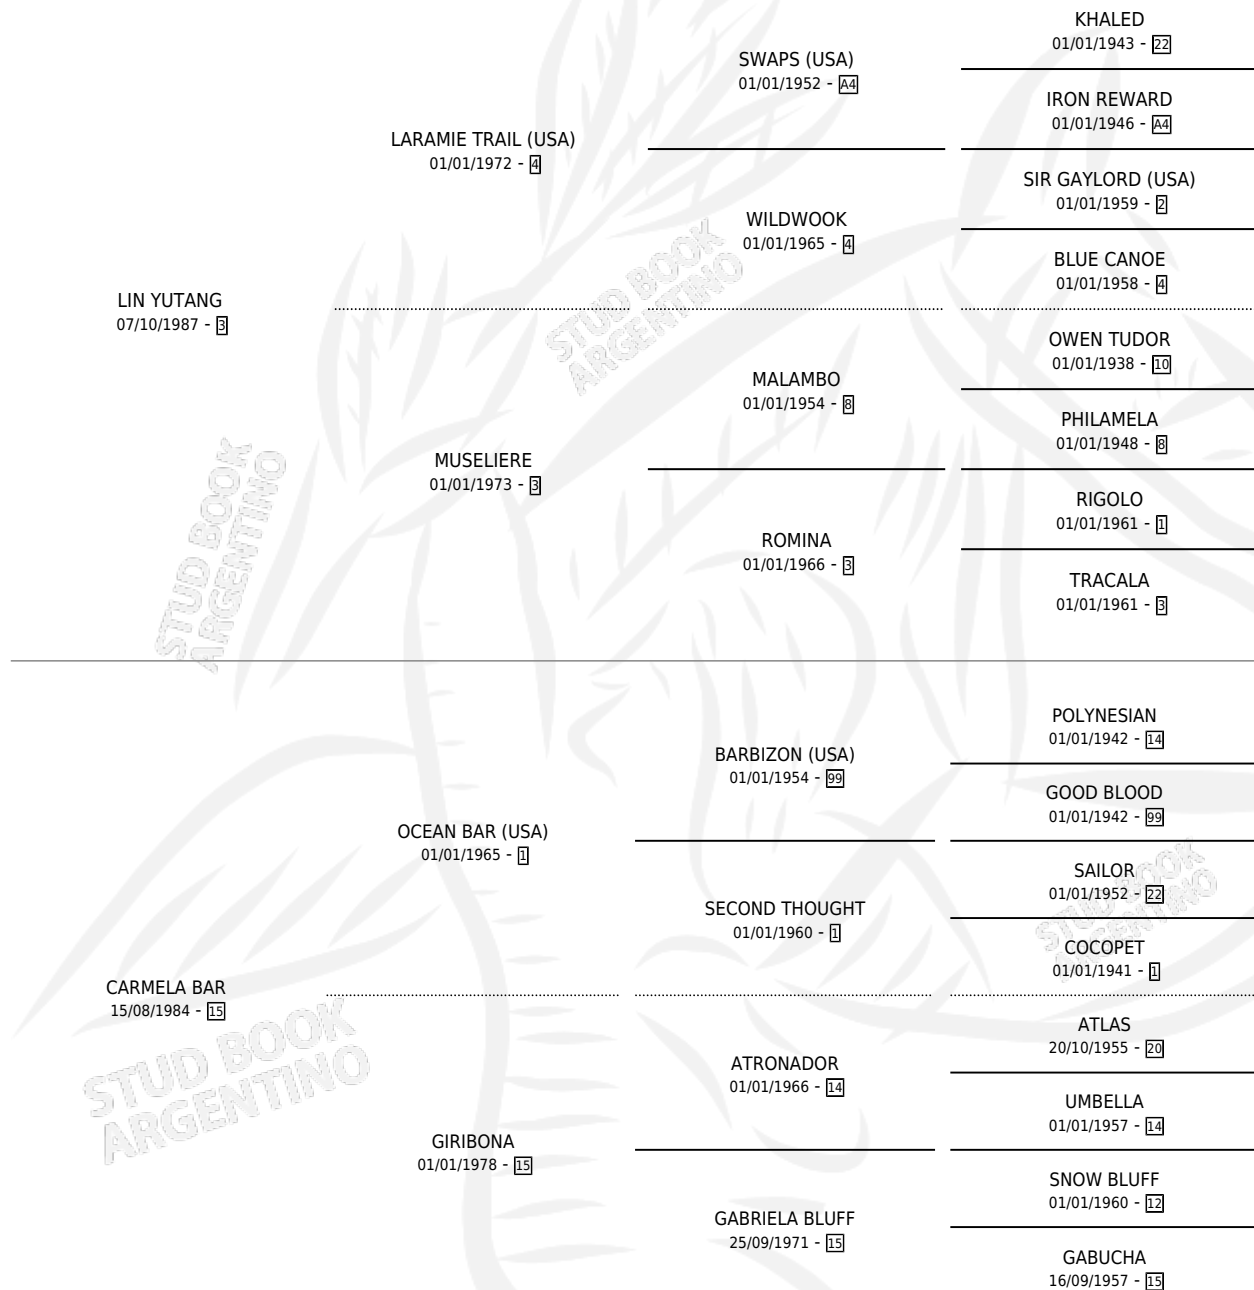 KHALED
01/01/1943 - 22
SWAPS (USA)
01/01/1952 - A4
IRON REWARD
01/01/1946 - A4
LARAMIE TRAIL (USA)
01/01/1972 - 4
SIR GAYLORD (USA)
01/01/1959 - 2
WILDWOOK
01/01/1965 - 4
BLUE CANOE
01/01/1958 - 4
LIN YUTANG
07/10/1987 - 3
OWEN TUDOR
01/01/1938 - 10
MALAMBO
01/01/1954 - 8
PHILAMELA
01/01/1948 - 8
MUSELIERE
01/01/1973 - 3
RIGOLO
01/01/1961 - 1
ROMINA
01/01/1966 - 3
TRACALA
01/01/1961 - 3
POLYNESIAN
01/01/1942 - 14
BARBIZON (USA)
01/01/1954 - 99
GOOD BLOOD
01/01/1942 - 99
OCEAN BAR (USA)
01/01/1965 - 1
SAILOR
01/01/1952 - 22
SECOND THOUGHT
01/01/1960 - 1
COCOPET
01/01/1941 - 1
CARMELA BAR
15/08/1984 - 15
ATLAS
20/10/1955 - 20
ATRONADOR
01/01/1966 - 14
UMBELLA
01/01/1957 - 14
GIRIBONA
01/01/1978 - 15
SNOW BLUFF
01/01/1960 - 12
GABRIELA BLUFF
25/09/1971 - 15
GABUCHA
16/09/1957 - 15
STUD BOOK
ARGENTINO
STUD BOOK
ARGENTINO
STUD BOOK
ARGENTINO
STUD BOOK
ARGENTINO